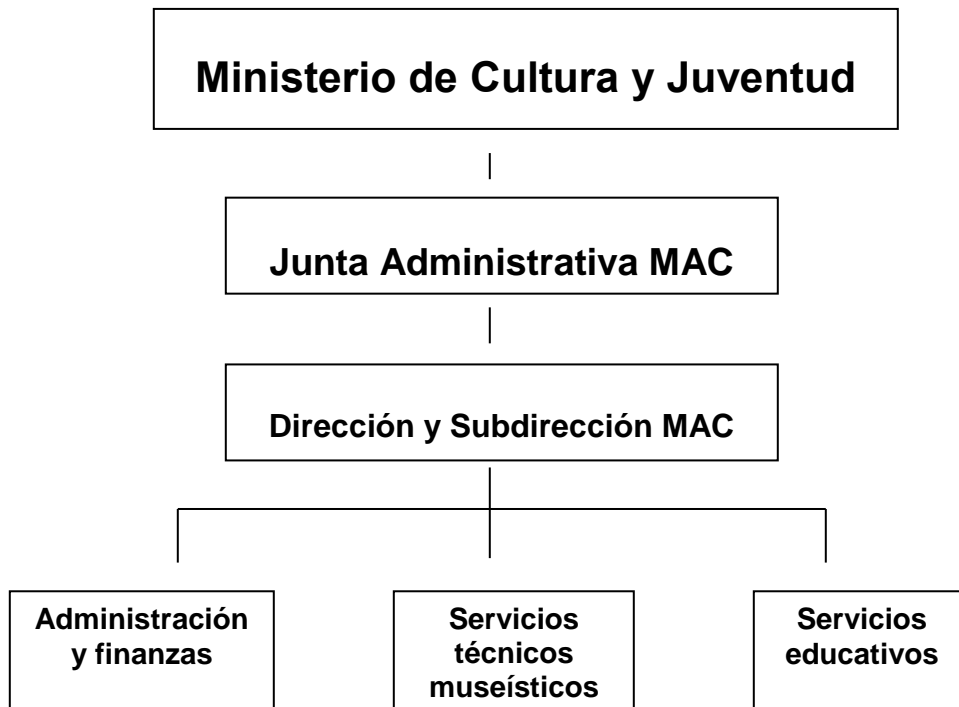 Ministerio de Cultura y Juventud
Junta Administrativa MAC
Dirección y Subdirección MAC
Administración
y finanzas
Servicios
técnicos
museísticos
Servicios
educativos